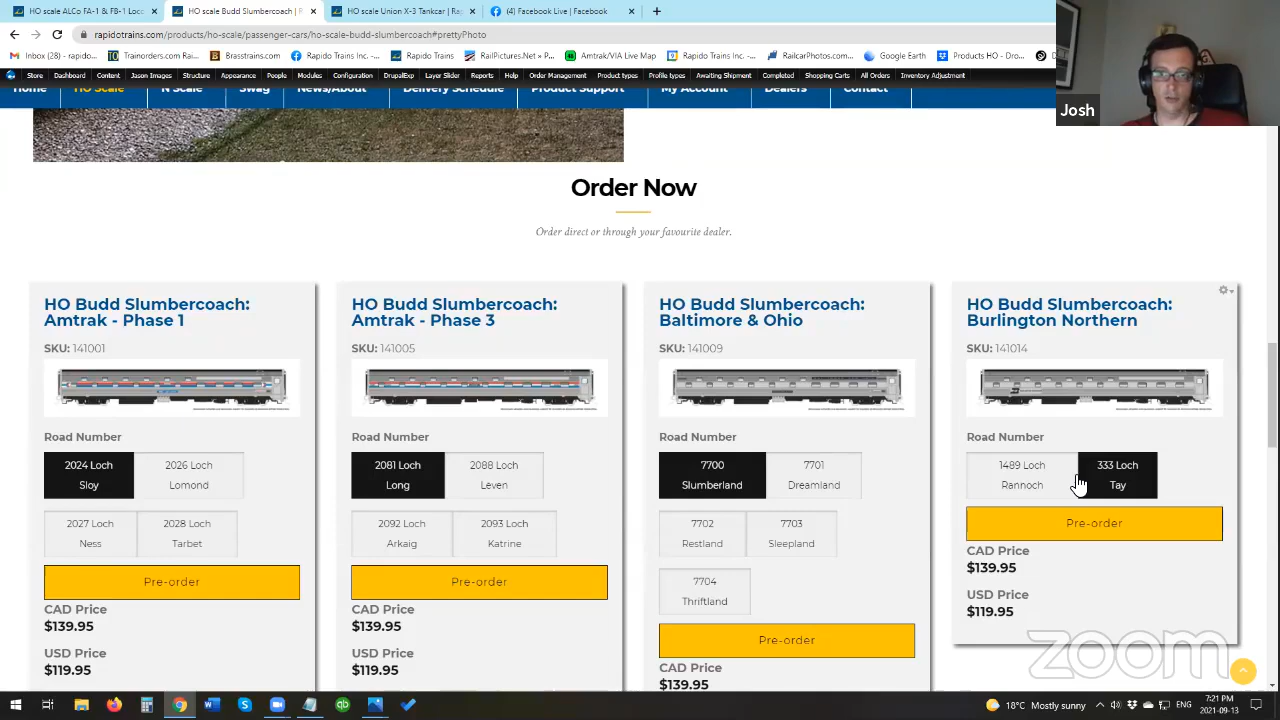 HO scale ALCo FA-1 & FB-1 Loc
HO scale Budd Slumbercoach | R
HO scale Union X-3 Tankcar | Ra
(4) Facebook Live | Facebook
rapidotrains.com/products/ho-scale/passenger-cars/ho-scale-budd-slumbercoach#prettyPhoto
Inbox (28) - rapido...
Trainorders.com Rai...
Rapido Trains Inc. -...
Rapido Trains
RailPictures.Net » P...
Amtrak/VIA Live Map
Rapido Trains Inc....
RailcarPhotos.com...
Google Earth
Products HO - Dro...
Store Dashboard Content Jason Images Structure Appearance People Modules Configuration DrupalExp Layer Slider Reports Help Order Management Product types Profile types Awaiting Shipment Completed Shopping Carts All Orders Inventory Adjustment
Home HO Scale N Scale Swag News/About Delivery Schedule Product Support My Account Dealers Contact
Josh
Order Now
Order direct or through your favourite dealer.
HO Budd Slumbercoach:
Amtrak - Phase 1
SKU: 141001
Road Number
2024 Loch
Sloy
2026 Loch
Lomond
2027 Loch
Ness
2028 Loch
Tarbet
Pre-order
CAD Price
$139.95
USD Price
$119.95
HO Budd Slumbercoach:
Amtrak - Phase 3
SKU: 141005
Road Number
2081 Loch
Long
2088 Loch
Leven
2092 Loch
Arkaig
2093 Loch
Katrine
Pre-order
CAD Price
$139.95
USD Price
$119.95
HO Budd Slumbercoach:
Baltimore & Ohio
SKU: 141009
Road Number
7700
Slumberland
7701
Dreamland
7702
Restland
7703
Sleepland
7704
Thriftland
Pre-order
CAD Price
$139.95
HO Budd Slumbercoach:
Burlington Northern
SKU: 141014
Road Number
1489 Loch
Rannoch
333 Loch
Tay
Pre-order
CAD Price
$139.95
USD Price
$119.95
zoom
18°C Mostly sunny
ENG
7:21 PM
2021-09-13